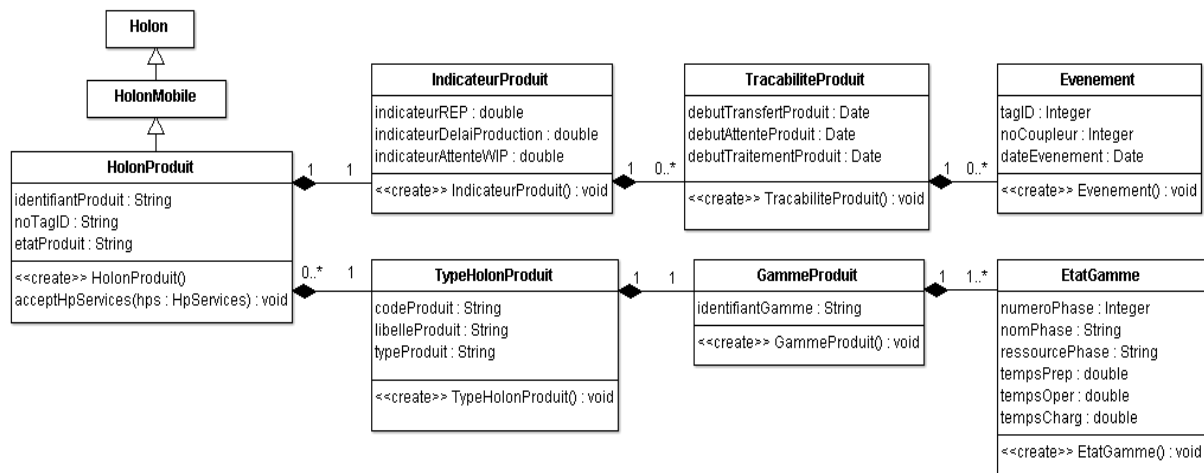 Holon
HolonMobile
HolonProduit
identifiantProduit : String
noTagID : String
etatProduit : String
<<create>> HolonProduit()
acceptHpServices(hps : HpServices) : void
1
1
IndicateurProduit
indicateurREP : double
indicateurDelaiProduction : double
indicateurAttenteWIP : double
<<create>> IndicateurProduit() : void
1
0..*
TracabiliteProduit
debutTransfertProduit : Date
debutAttenteProduit : Date
debutTraitementProduit : Date
<<create>> TracabiliteProduit() : void
1
0..*
Evenement
tagID : Integer
noCoupleur : Integer
dateEvenement : Date
<<create>> Evenement() : void
0..*
1
TypeHolonProduit
codeProduit : String
libelleProduit : String
typeProduit : String
<<create>> TypeHolonProduit() : void
1
1
GammeProduit
identifiantGamme : String
<<create>> GammeProduit() : void
1
1..*
EtatGamme
numeroPhase : Integer
nomPhase : String
ressourcePhase : String
tempsPrep : double
tempsOper : double
tempsCharg : double
<<create>> EtatGamme() : void